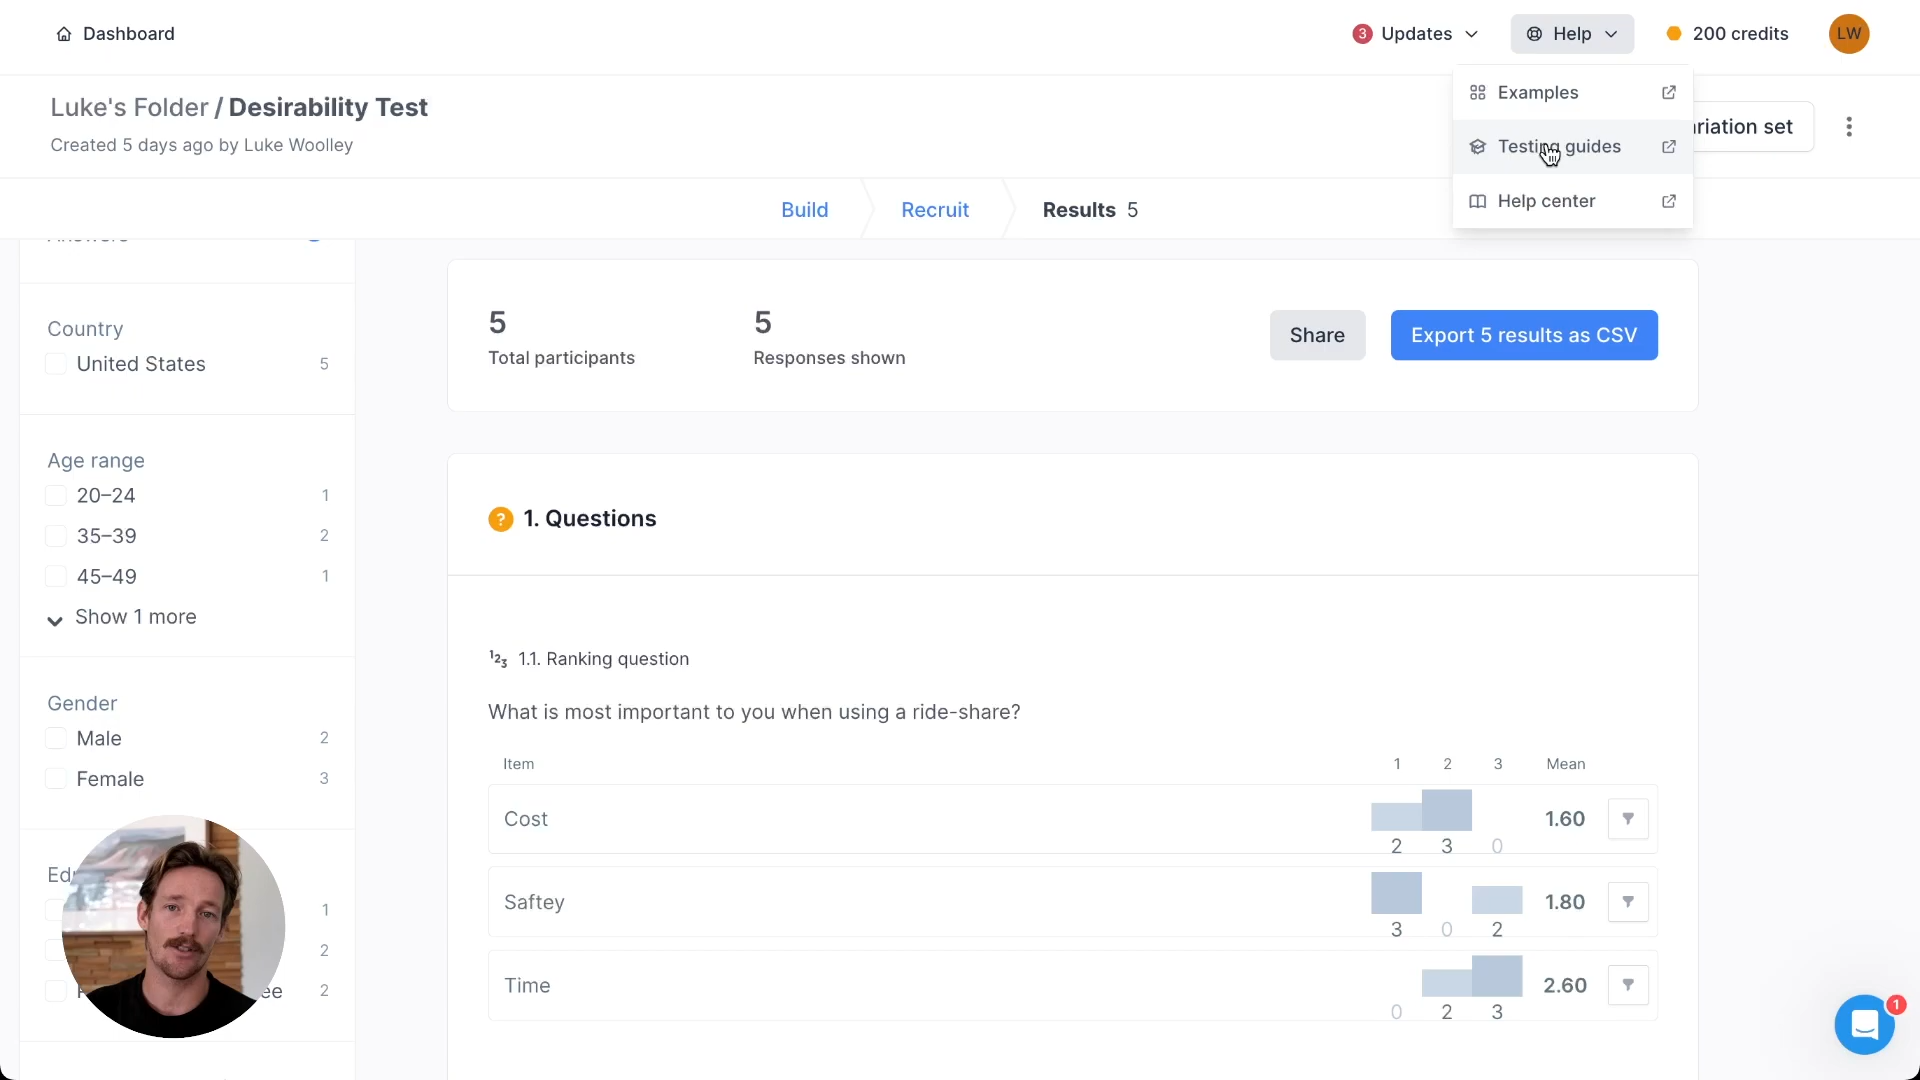 Dashboard
3 Updates
Help
200 credits
LW
Examples
Luke's Folder / Desirability Test
riation set
Created 5 days ago by Luke Woolley
Testing guides
Help center
Build
Recruit
Results 5
Country
United States 5
5
Total participants
5
Responses shown
Share
Export 5 results as CSV
Age range
20–24 1
35–39 2
45–49 1
Show 1 more
? 1. Questions
1.1. Ranking question
Gender
Male 2
Female 3
What is most important to you when using a ride-share?
Item 1 2 3 Mean
Cost 1.60
2 3 0
Saftey 1.80
3 0 2
Time 2.60
0 2 3
1
2
ee 2
1